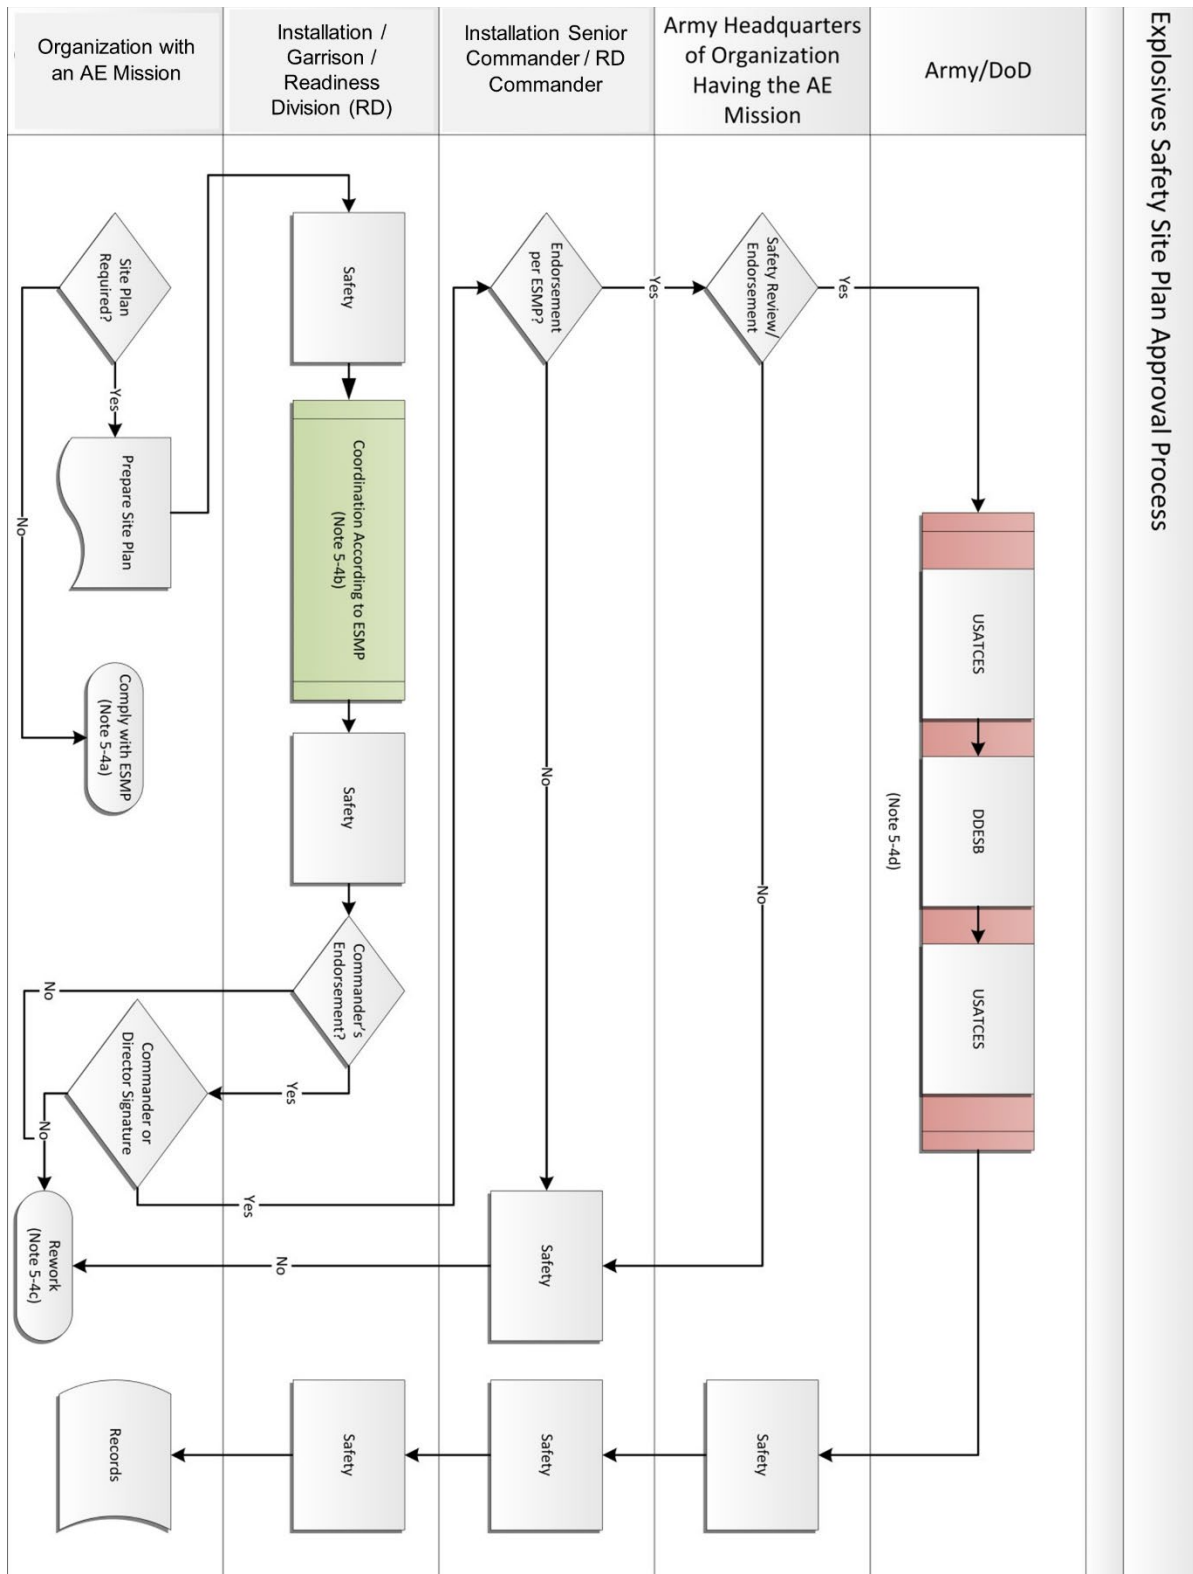 Explosives Safety Site Plan Approval Process
Organization with
an AE Mission
Installation /
Garrison /
Readiness
Division (RD)
Installation Senior
Commander / RD
Commander
Army Headquarters
of Organization
Having the AE
Mission
Army/DoD
Site Plan
Required?
Yes
Prepare Site Plan
No
Comply with ESMP
(Note 5-4a)
Safety
Coordination According to ESMP
(Note 5-4b)
Safety
Commander's
Endorsement?
No
Yes
Commander or
Director Signature
No
Yes
Rework
(Note 5-4c)
Endorsement
per ESMP?
Yes
No
Safety
No
Safety Review/
Endorsement
Yes
No
USATCES
DDESB
USATCES
(Note 5-4d)
Safety
Safety
Safety
Records